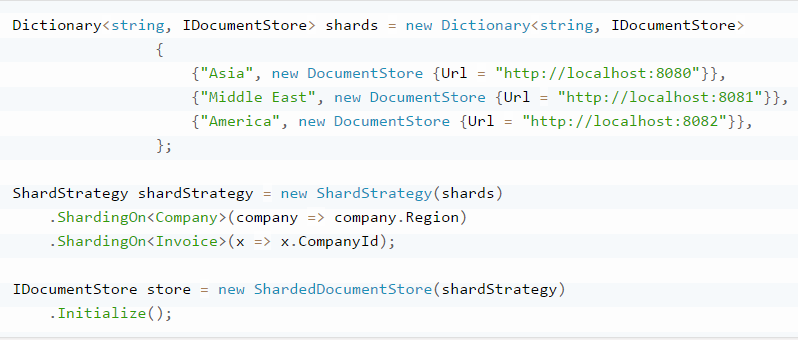 Dictionary<string, IDocumentStore> shards = new Dictionary<string, IDocumentStore>
{
{"Asia", new DocumentStore {Url = "http://localhost:8080"}},
{"Middle East", new DocumentStore {Url = "http://localhost:8081"}},
{"America", new DocumentStore {Url = "http://localhost:8082"}},
};
ShardStrategy shardStrategy = new ShardStrategy(shards)
.ShardingOn<Company>(company => company.Region)
.ShardingOn<Invoice>(x => x.CompanyId);
IDocumentStore store = new ShardedDocumentStore(shardStrategy)
.Initialize();